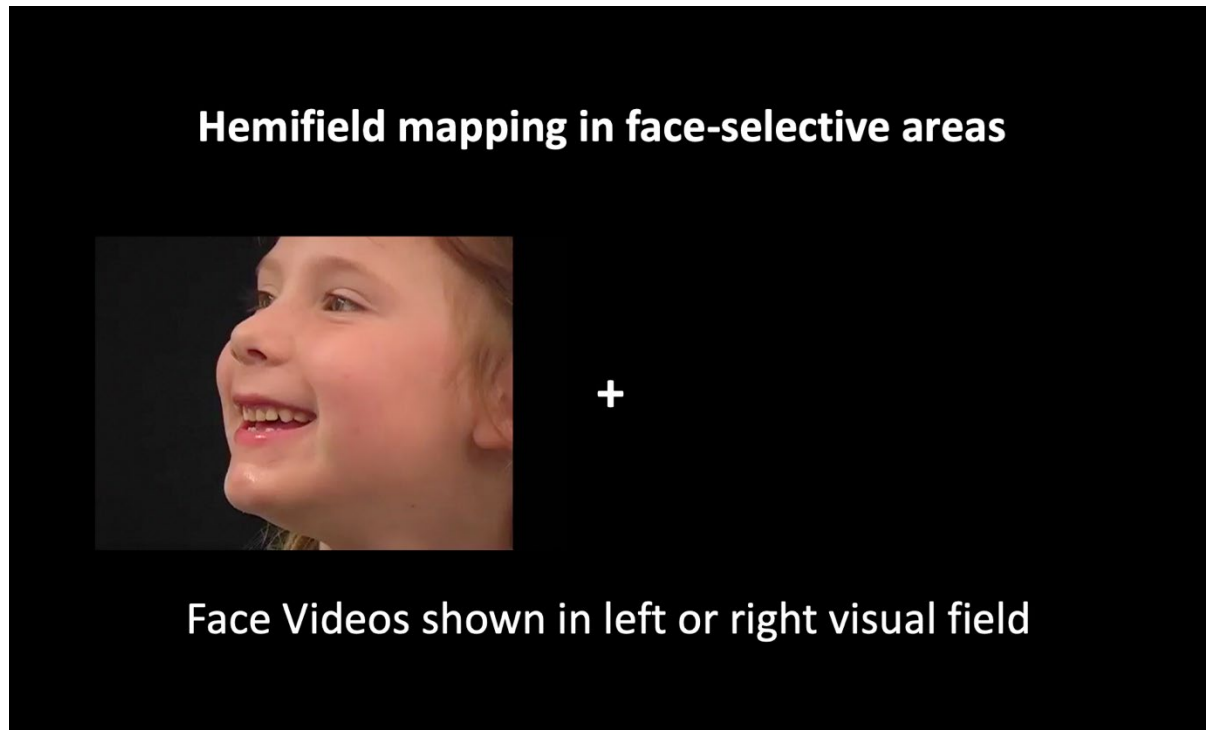 Hemifield mapping in face-selective areas
+
Face Videos shown in left or right visual field